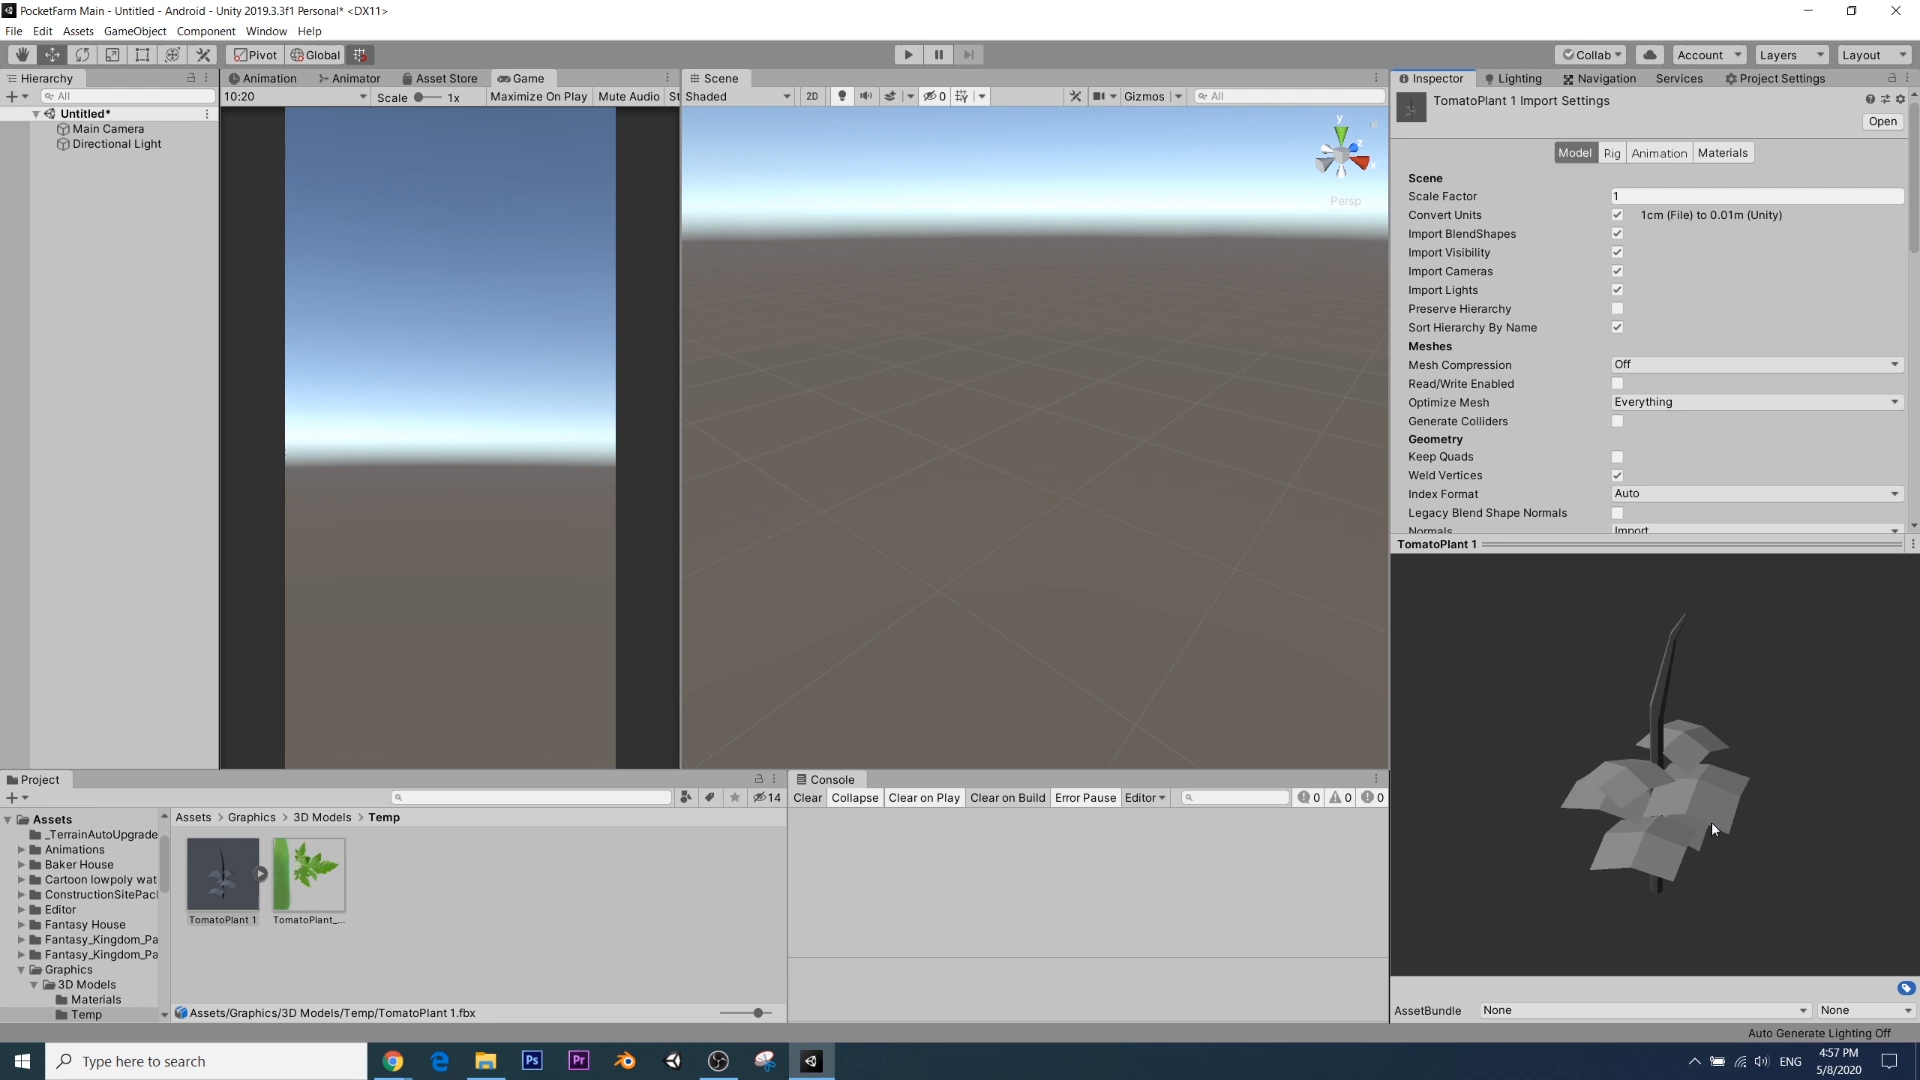 PocketFarm Main - Untitled - Android - Unity 2019.3.3f1 Personal* <DX11>
File Edit Assets GameObject Component Window Help
Pivot Global Collab Account Layers Layout
Hierarchy Animation Animator Asset Store Game Scene Inspector Lighting Navigation Services Project Settings
All 10:20 Scale 1x Maximize On Play Mute Audio St Shaded 2D 0 Gizmos All
Untitled*
Main Camera
Directional Light
y
z
x
Persp
TomatoPlant 1 Import Settings
Open
Model Rig Animation Materials
Scene
Scale Factor 1
Convert Units 1cm (File) to 0.01m (Unity)
Import BlendShapes
Import Visibility
Import Cameras
Import Lights
Preserve Hierarchy
Sort Hierarchy By Name
Meshes
Mesh Compression Off
Read/Write Enabled
Optimize Mesh Everything
Generate Colliders
Geometry
Keep Quads
Weld Vertices
Index Format Auto
Legacy Blend Shape Normals
Normals Import
TomatoPlant 1
AssetBundle None None
Auto Generate Lighting Off
Project
14
Assets
_TerrainAutoUpgrade
Animations
Baker House
Cartoon lowpoly wat
ConstructionSitePacl
Editor
Fantasy House
Fantasy_Kingdom_Pa
Fantasy_Kingdom_Pa
Graphics
3D Models
Materials
Temp
Assets > Graphics > 3D Models > Temp
TomatoPlant 1 TomatoPlant_...
Assets/Graphics/3D Models/Temp/TomatoPlant 1.fbx
Console
Clear Collapse Clear on Play Clear on Build Error Pause Editor 0 0 0
Type here to search
Ps Pr
ENG
4:57 PM
5/8/2020